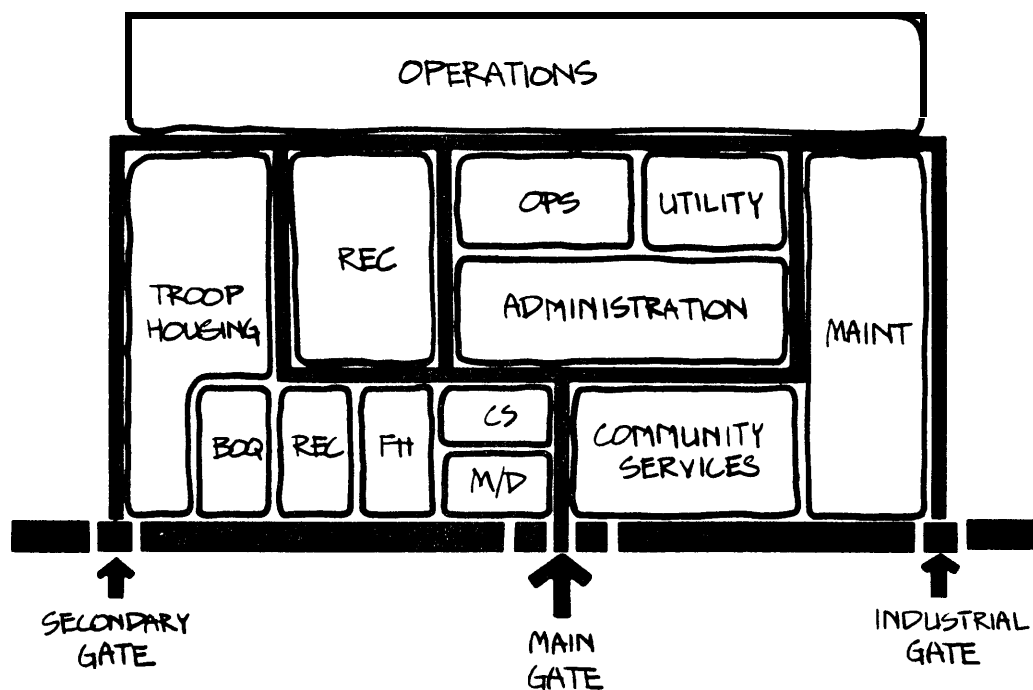 OPERATIONS
OPS
UTILITY
REC
TROOP
HOUSING
ADMINISTRATION
MAINT
BOQ
REC
FH
CS
M/D
COMMUNITY
SERVICES
SECONDARY
GATE
MAIN
GATE
INDUSTRIAL
GATE